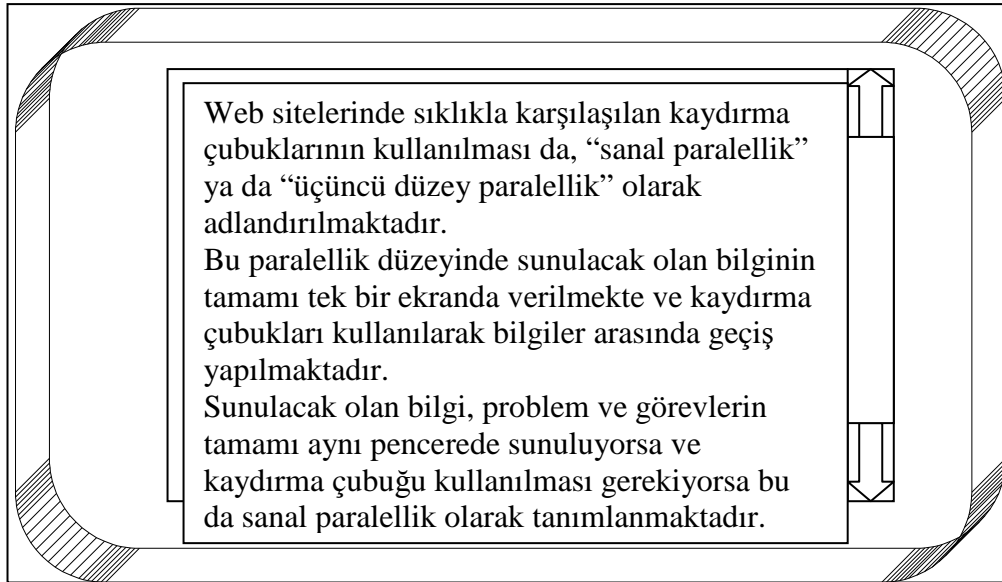 Web sitelerinde sıklıkla karşılaşılan kaydırma
çubuklarının kullanılması da, “sanal paralellik”
ya da “üçüncü düzey paralellik” olarak
adlandırılmaktadır.
Bu paralellik düzeyinde sunulacak olan bilginin
tamamı tek bir ekranda verilmekte ve kaydırma
çubukları kullanılarak bilgiler arasında geçiş
yapılmaktadır.
Sunulacak olan bilgi, problem ve görevlerin
tamamı aynı pencerede sunuluyorsa ve
kaydırma çubuğu kullanılması gerekiyorsa bu
da sanal paralellik olarak tanımlanmaktadır.